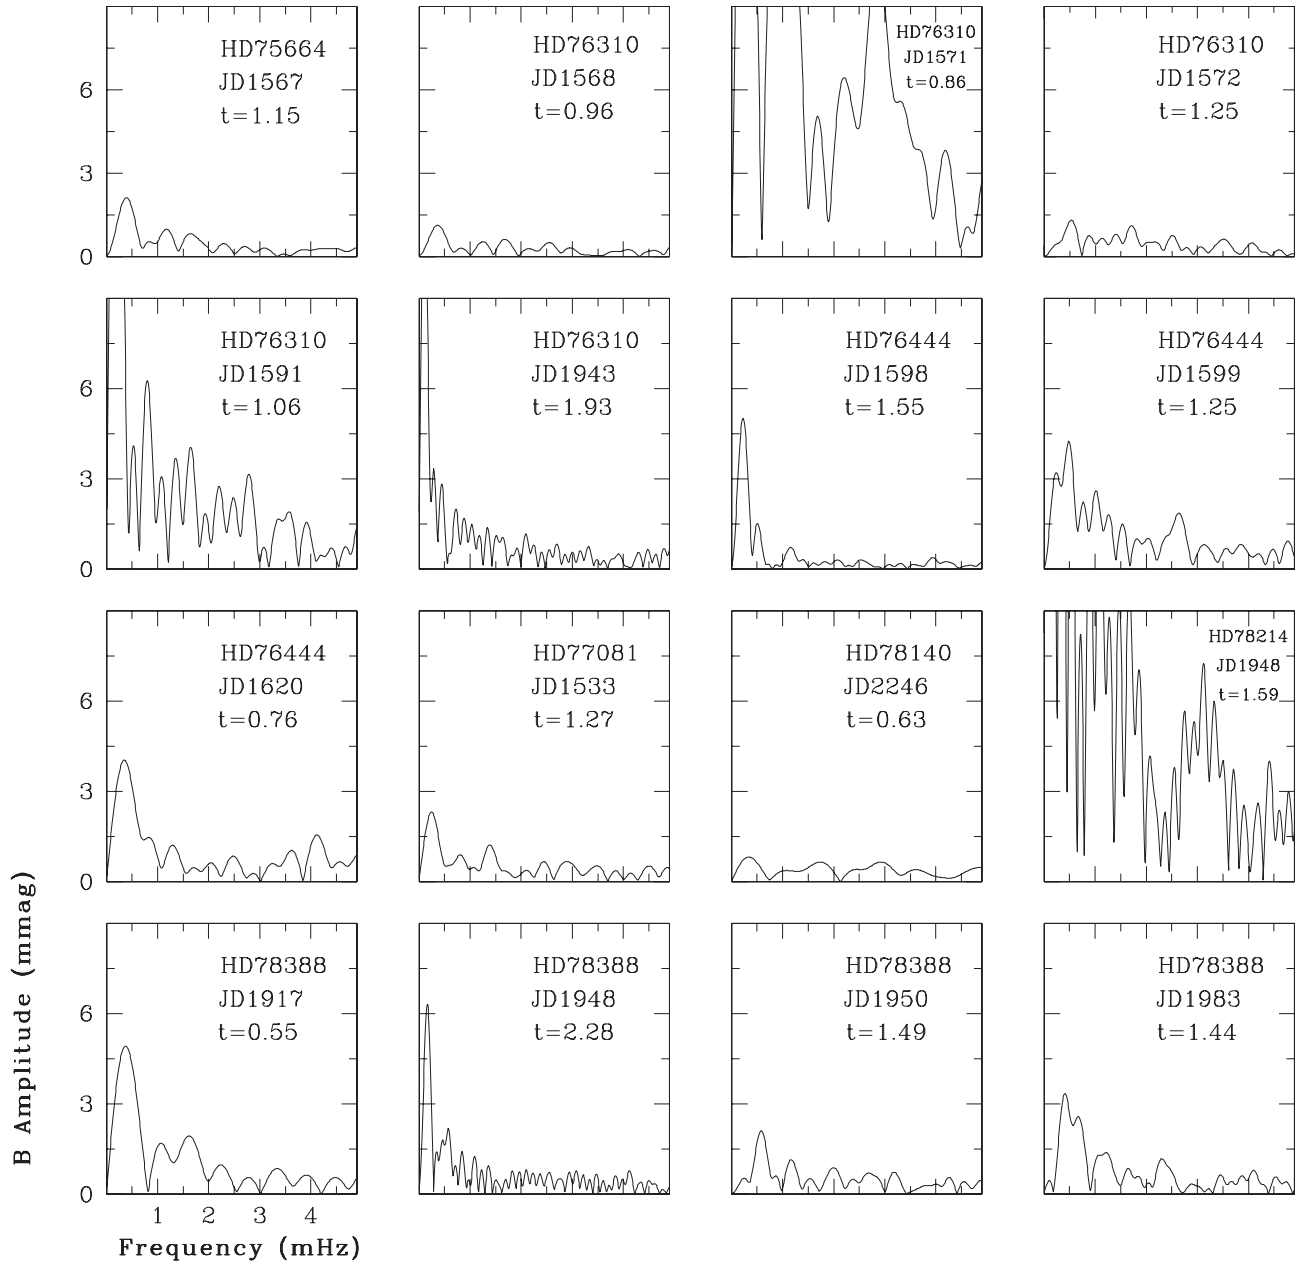 HD75664
JD1567
t=1.15
HD76310
JD1568
t=0.96
HD76310
JD1571
t=0.86
HD76310
JD1572
t=1.25
6
3
0
HD76310
JD1591
t=1.06
HD76310
JD1943
t=1.93
HD76444
JD1598
t=1.55
HD76444
JD1599
t=1.25
6
3
0
HD76444
JD1620
t=0.76
HD77081
JD1533
t=1.27
HD78140
JD2246
t=0.63
HD78214
JD1948
t=1.59
6
3
0
HD78388
JD1917
t=0.55
HD78388
JD1948
t=2.28
HD78388
JD1950
t=1.49
HD78388
JD1983
t=1.44
6
3
0
B Amplitude (mmag)
1 2 3 4
Frequency (mHz)